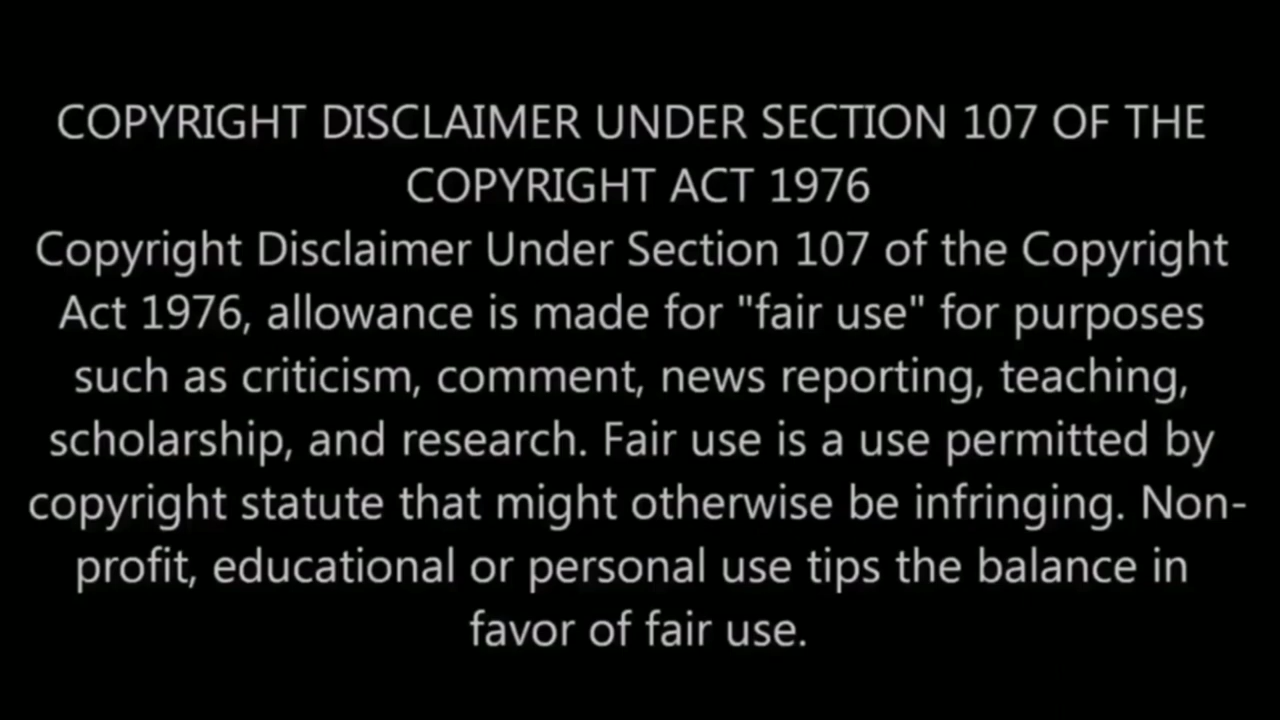 COPYRIGHT DISCLAIMER UNDER SECTION 107 OF THE
COPYRIGHT ACT 1976
Copyright Disclaimer Under Section 107 of the Copyright
Act 1976, allowance is made for "fair use" for purposes
such as criticism, comment, news reporting, teaching,
scholarship, and research. Fair use is a use permitted by
copyright statute that might otherwise be infringing. Non-
profit, educational or personal use tips the balance in
favor of fair use.